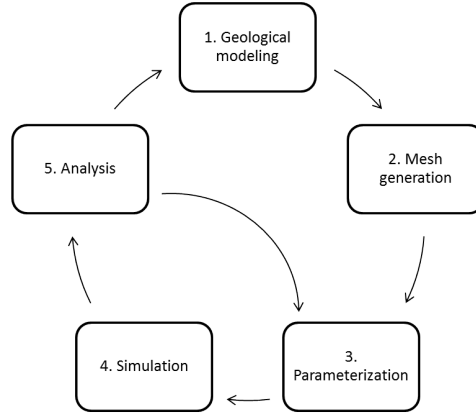 1. Geological
modeling
2. Mesh
generation
3.
Parameterization
4. Simulation
5. Analysis